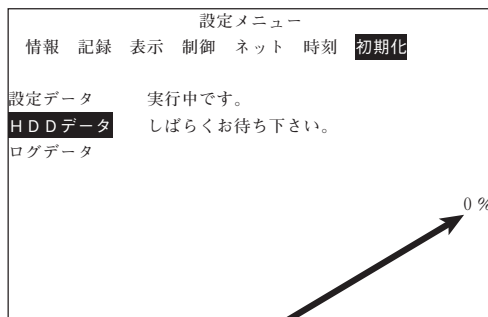 設定メニュー
情報 記録 表示 制御 ネット 時刻 初期化
設定データ 実行中です。
ＨＤＤデータ しばらくお待ち下さい。
ログデータ
0 %